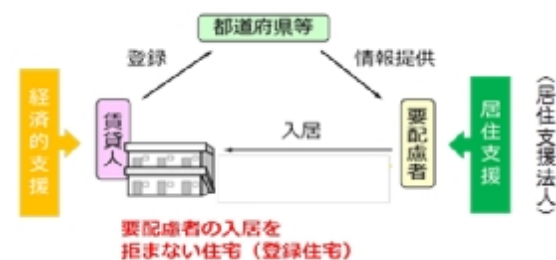 都道府県等
登録
情報提供
経済的支援
賃貸人
入居
要配慮者
居住支援
（居住支援法人）
要配慮者の入居を
拒まない住宅（登録住宅）